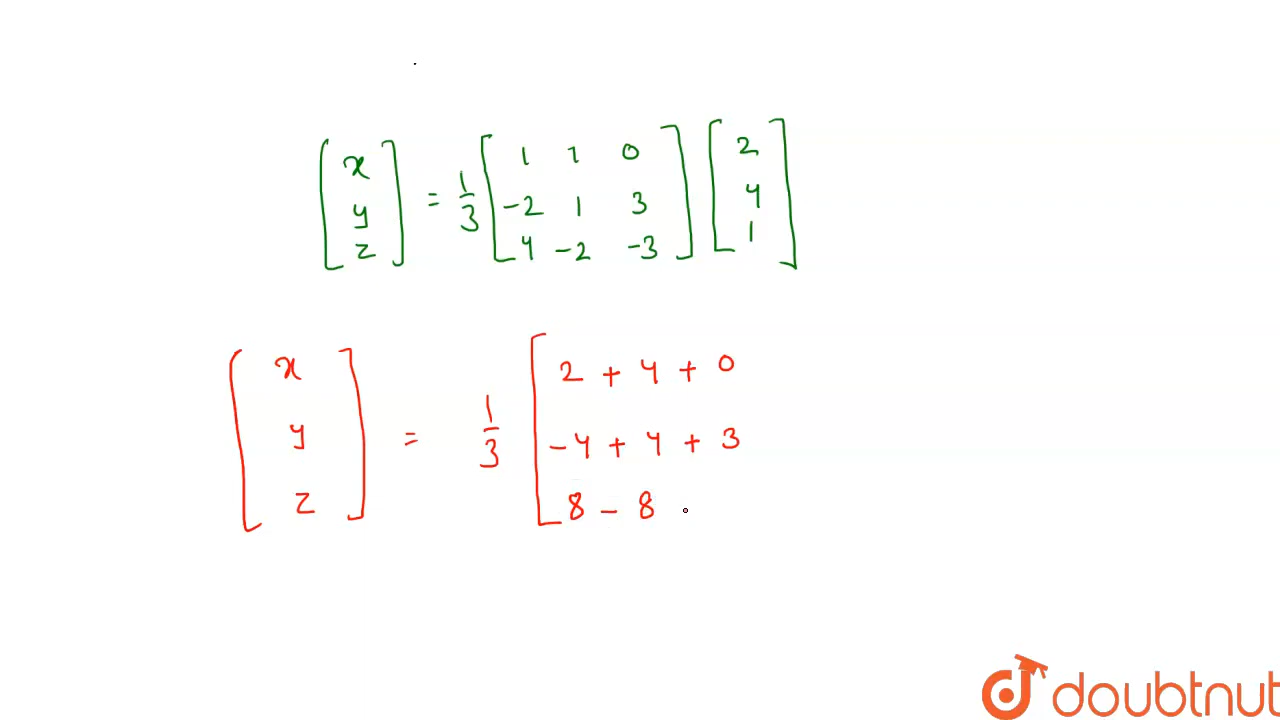 [x y z] = 1/3 [1 1 0; -2 1 3; 4 -2 -3] [2 4 1]
[x y z] = 1/3 [2 + 4 + 0; -4 + 4 + 3; 8 - 8
doubtnut